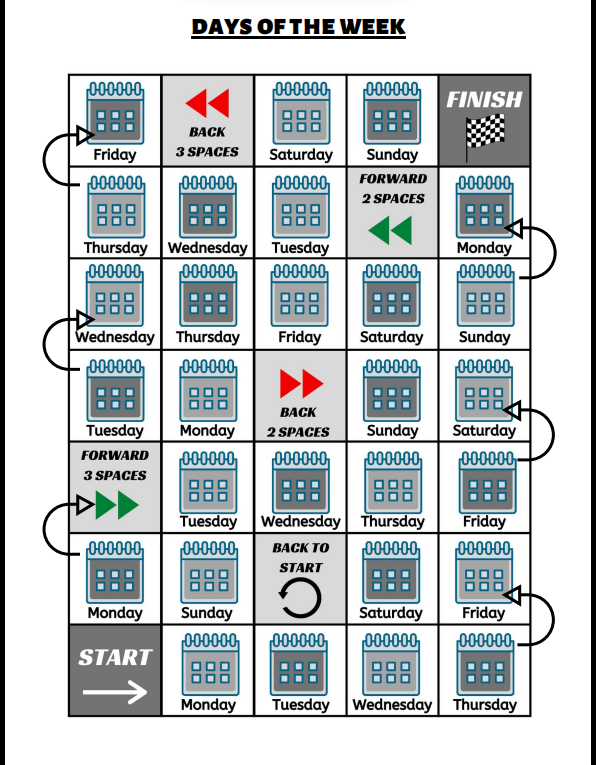 DAYS OF THE WEEK
Friday
BACK
3 SPACES
Saturday
Sunday
FINISH
Thursday
Wednesday
Tuesday
FORWARD
2 SPACES
Monday
Wednesday
Thursday
Friday
Saturday
Sunday
Tuesday
Monday
BACK
2 SPACES
Sunday
Saturday
FORWARD
3 SPACES
Tuesday
Wednesday
Thursday
Friday
Monday
Sunday
BACK TO
START
Saturday
Friday
START
Monday
Tuesday
Wednesday
Thursday